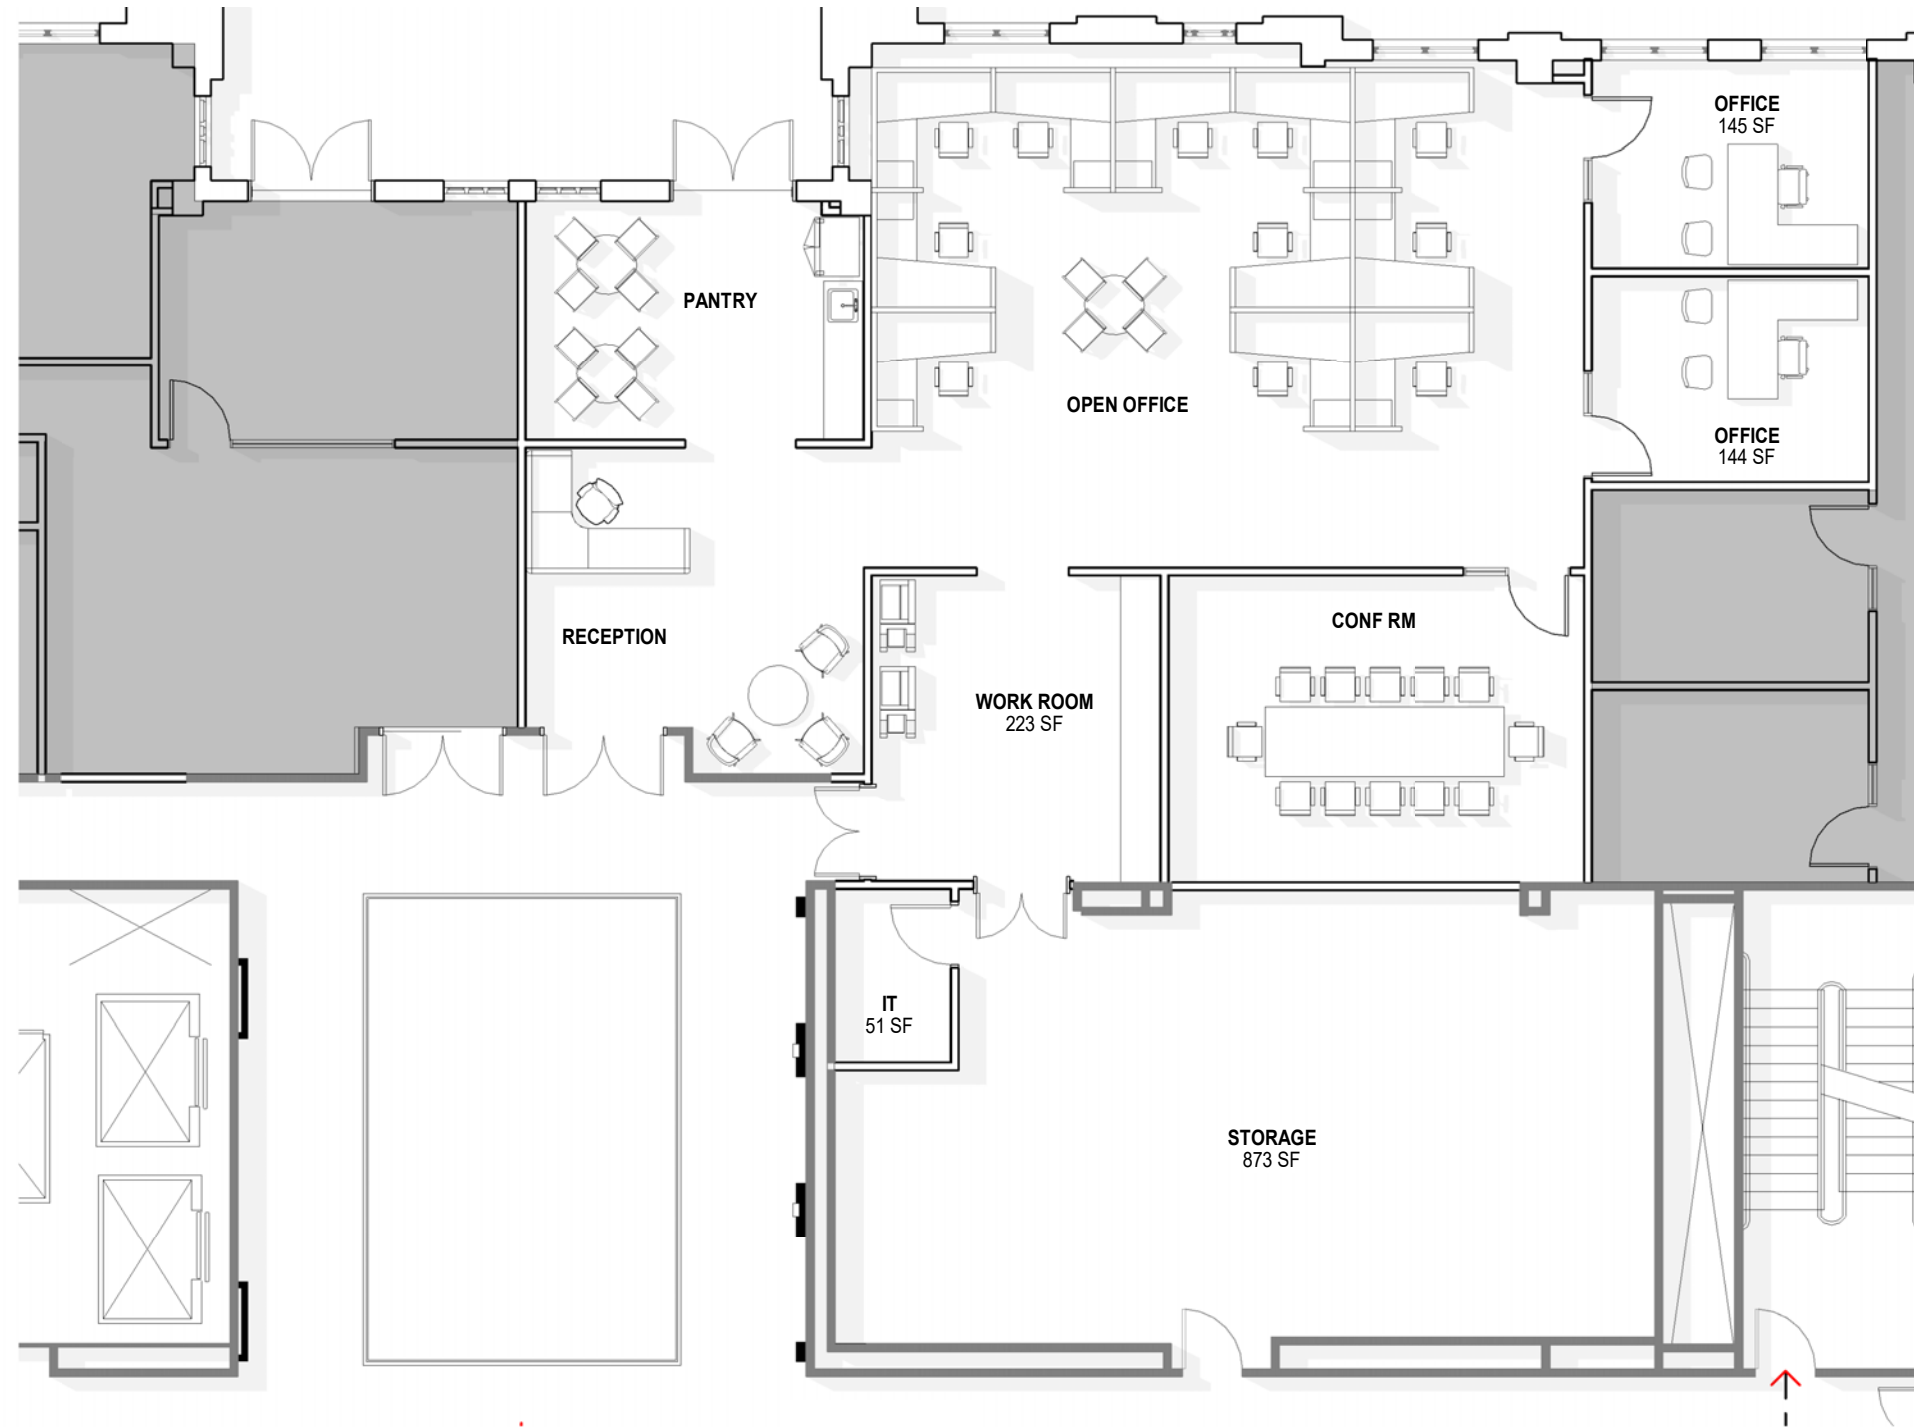 OFFICE
145 SF
PANTRY
OPEN OFFICE
OFFICE
144 SF
RECEPTION
CONF RM
WORK ROOM
223 SF
IT
51 SF
STORAGE
873 SF